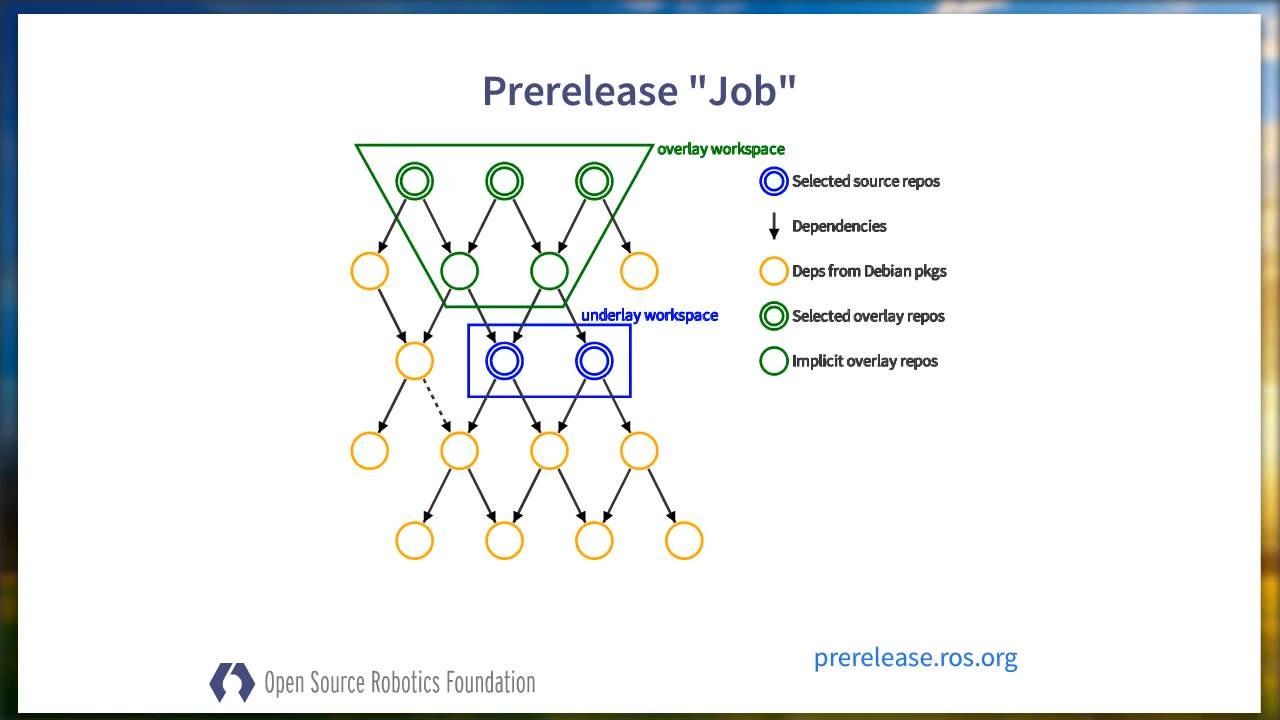 Prerelease "Job"
overlay workspace
Selected source repos
Dependencies
Deps from Debian pkgs
Selected overlay repos
underlay workspace
Implicit overlay repos
prerelease.ros.org
Open Source Robotics Foundation